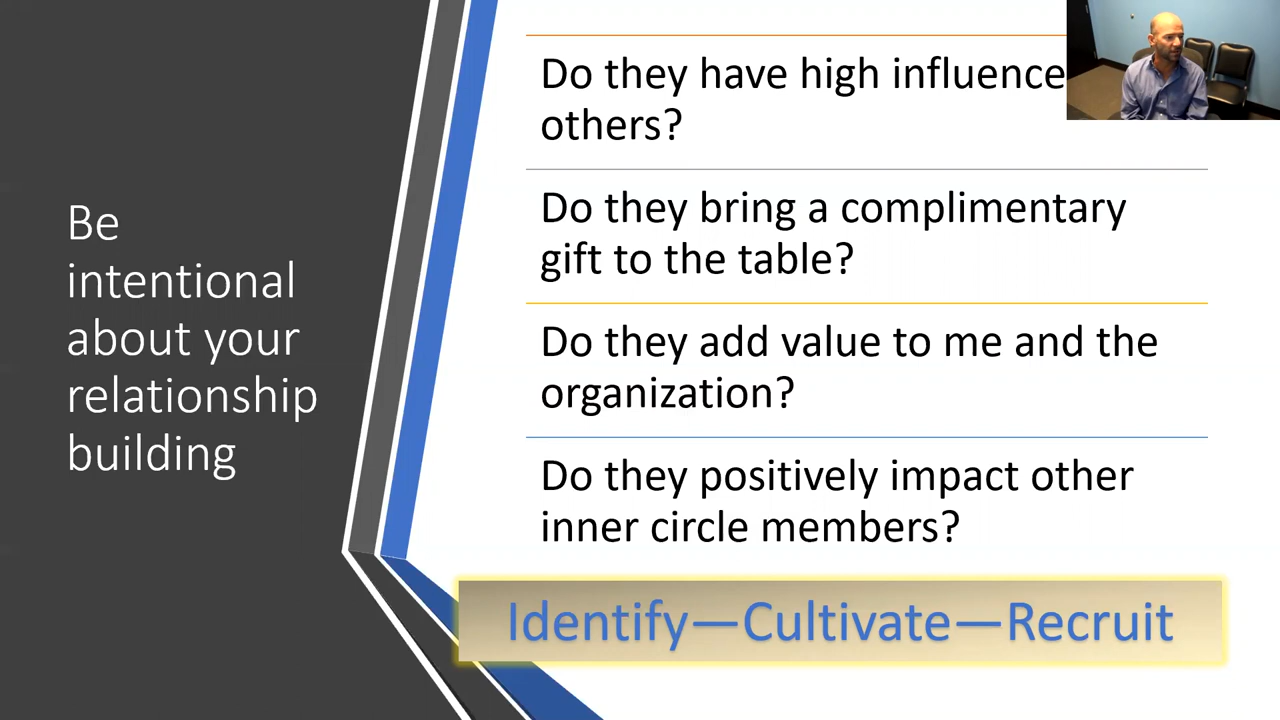 Be
intentional
about your
relationship
building
Do they have high influence
others?
Do they bring a complimentary
gift to the table?
Do they add value to me and the
organization?
Do they positively impact other
inner circle members?
Identify—Cultivate—Recruit